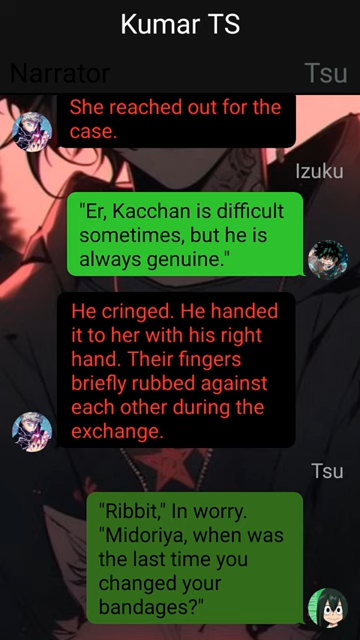 Kumar TS
Narrator
Tsu
She reached out for the
case.
Izuku
"Er, Kacchan is difficult
sometimes, but he is
always genuine."
He cringed. He handed
it to her with his right
hand. Their fingers
briefly rubbed against
each other during the
exchange.
Tsu
"Ribbit," In worry.
"Midoriya, when was
the last time you
changed your
bandages?"